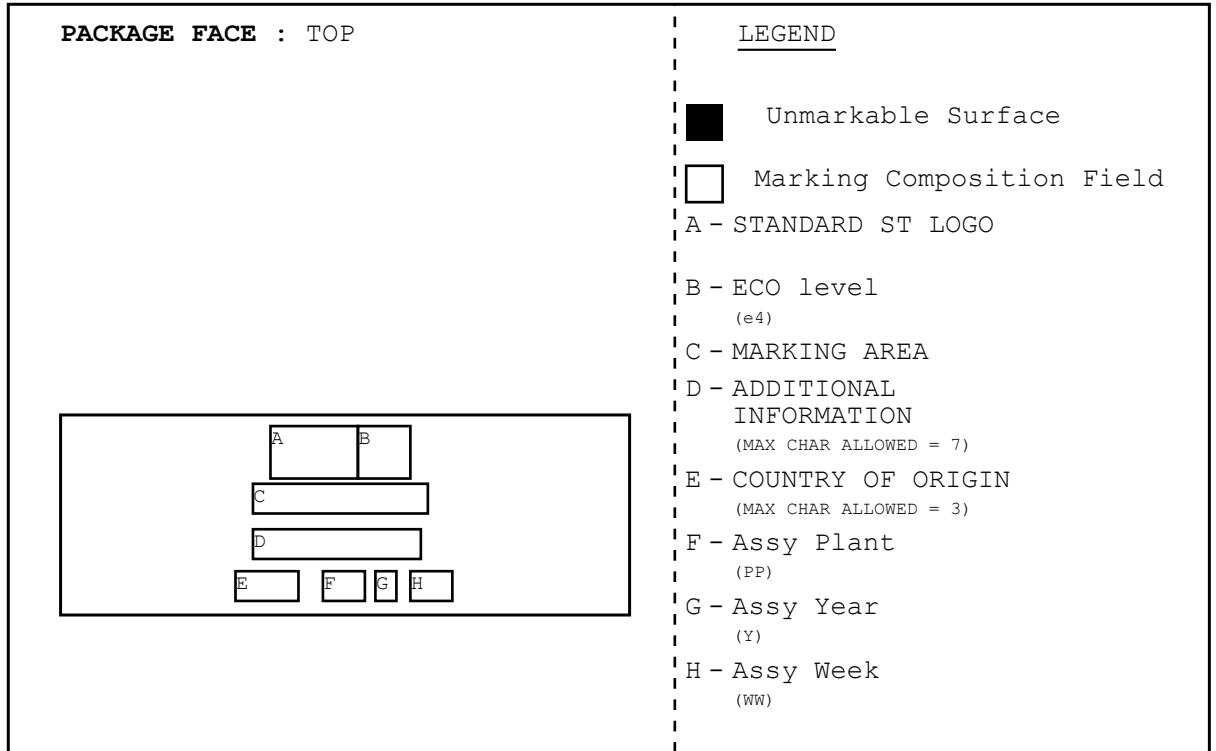 PACKAGE FACE : TOP
A B
C
D
E F G H
LEGEND
Unmarkable Surface
Marking Composition Field
A - STANDARD ST LOGO
B - ECO level
(e4)
C - MARKING AREA
D - ADDITIONAL
INFORMATION
(MAX CHAR ALLOWED = 7)
E - COUNTRY OF ORIGIN
(MAX CHAR ALLOWED = 3)
F - Assy Plant
(PP)
G - Assy Year
(Y)
H - Assy Week
(WW)